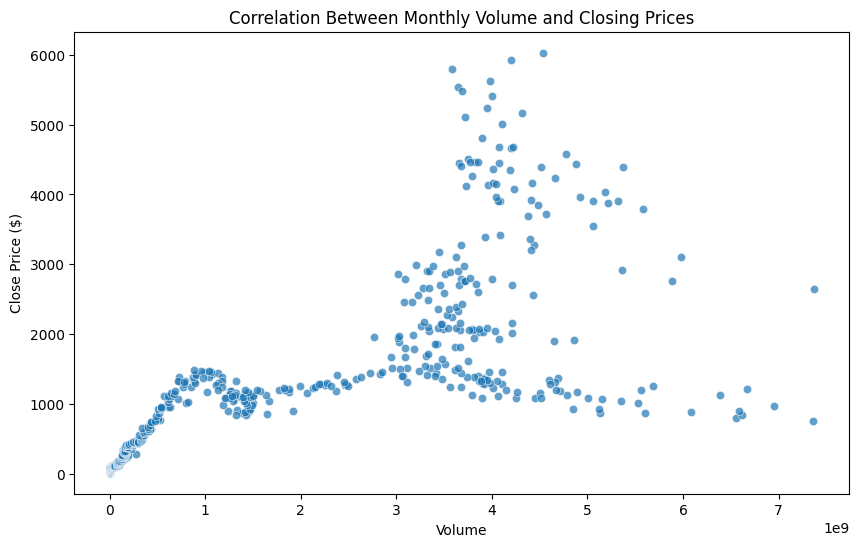 Correlation Between Monthly Volume and Closing Prices
Close Price ($)
6000
5000
4000
3000
2000
1000
0
0 1 2 3 4 5 6 7
1e9
Volume